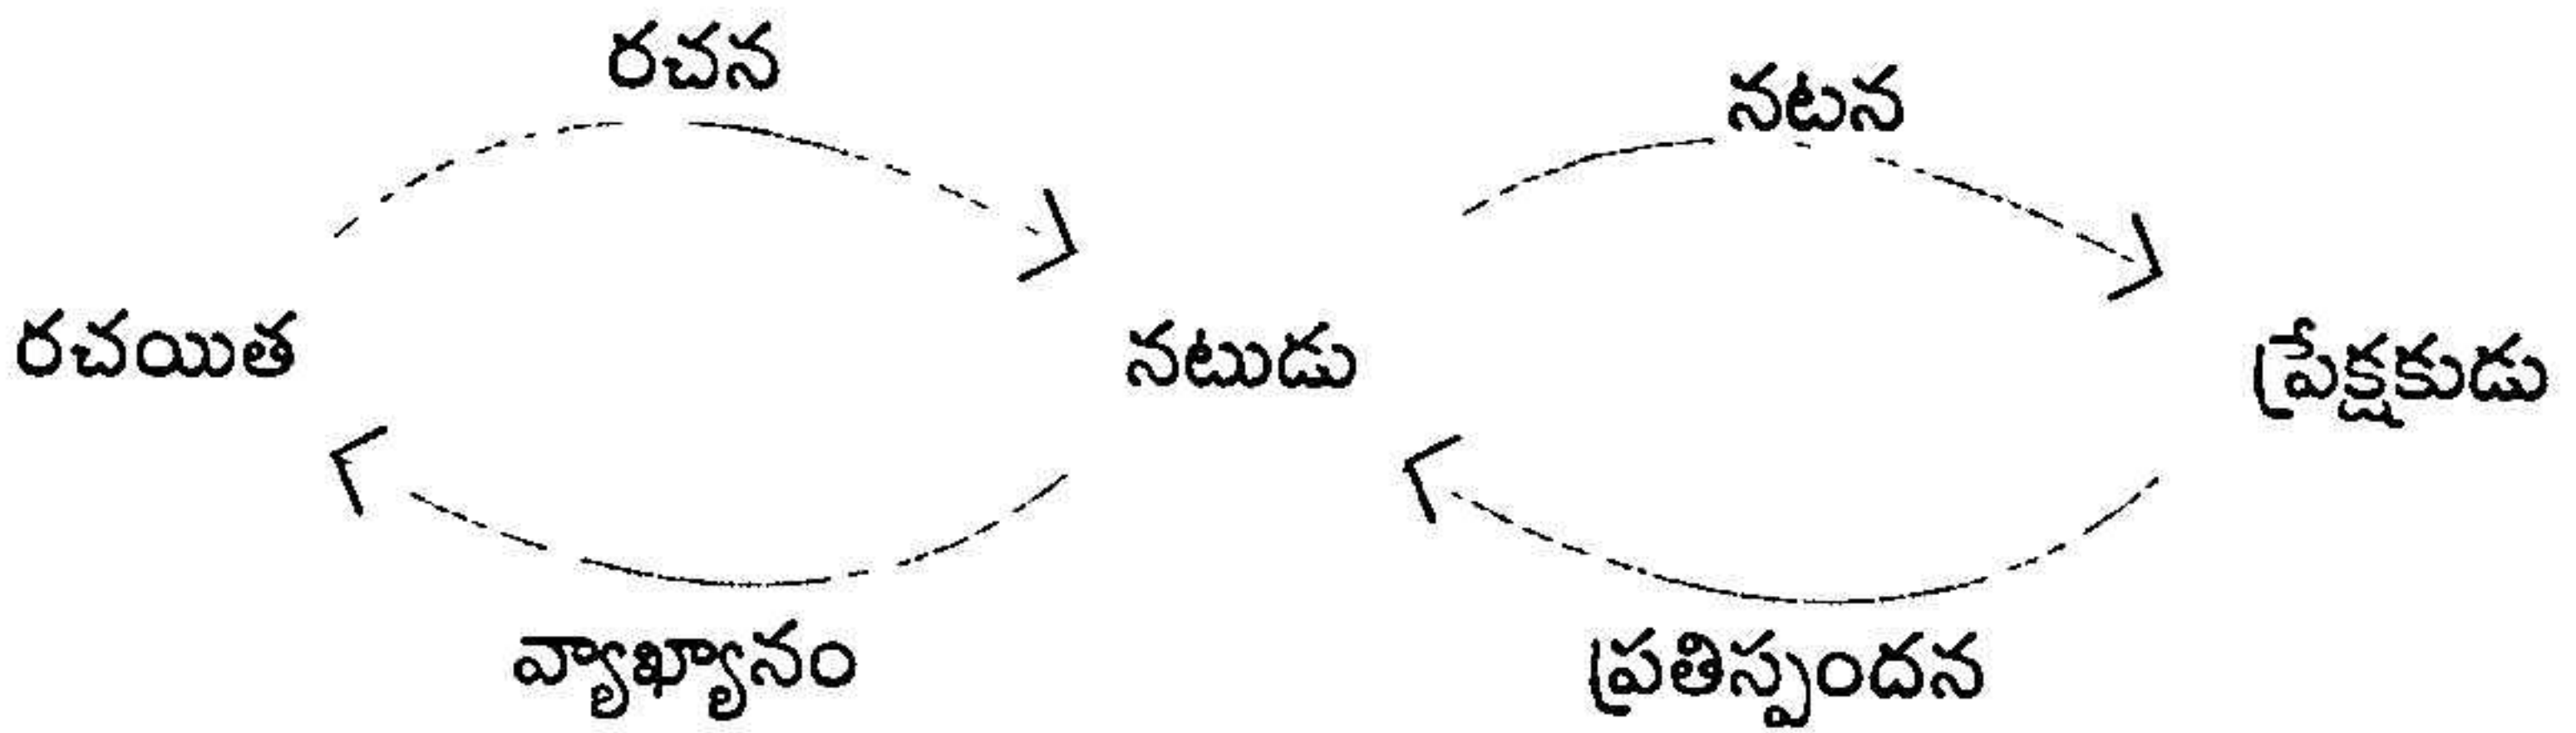 రచన
నటన
రచయిత
నటుడు
ప్రేక్షకుడు
వ్యాఖ్యానం
ప్రతిస్పందన